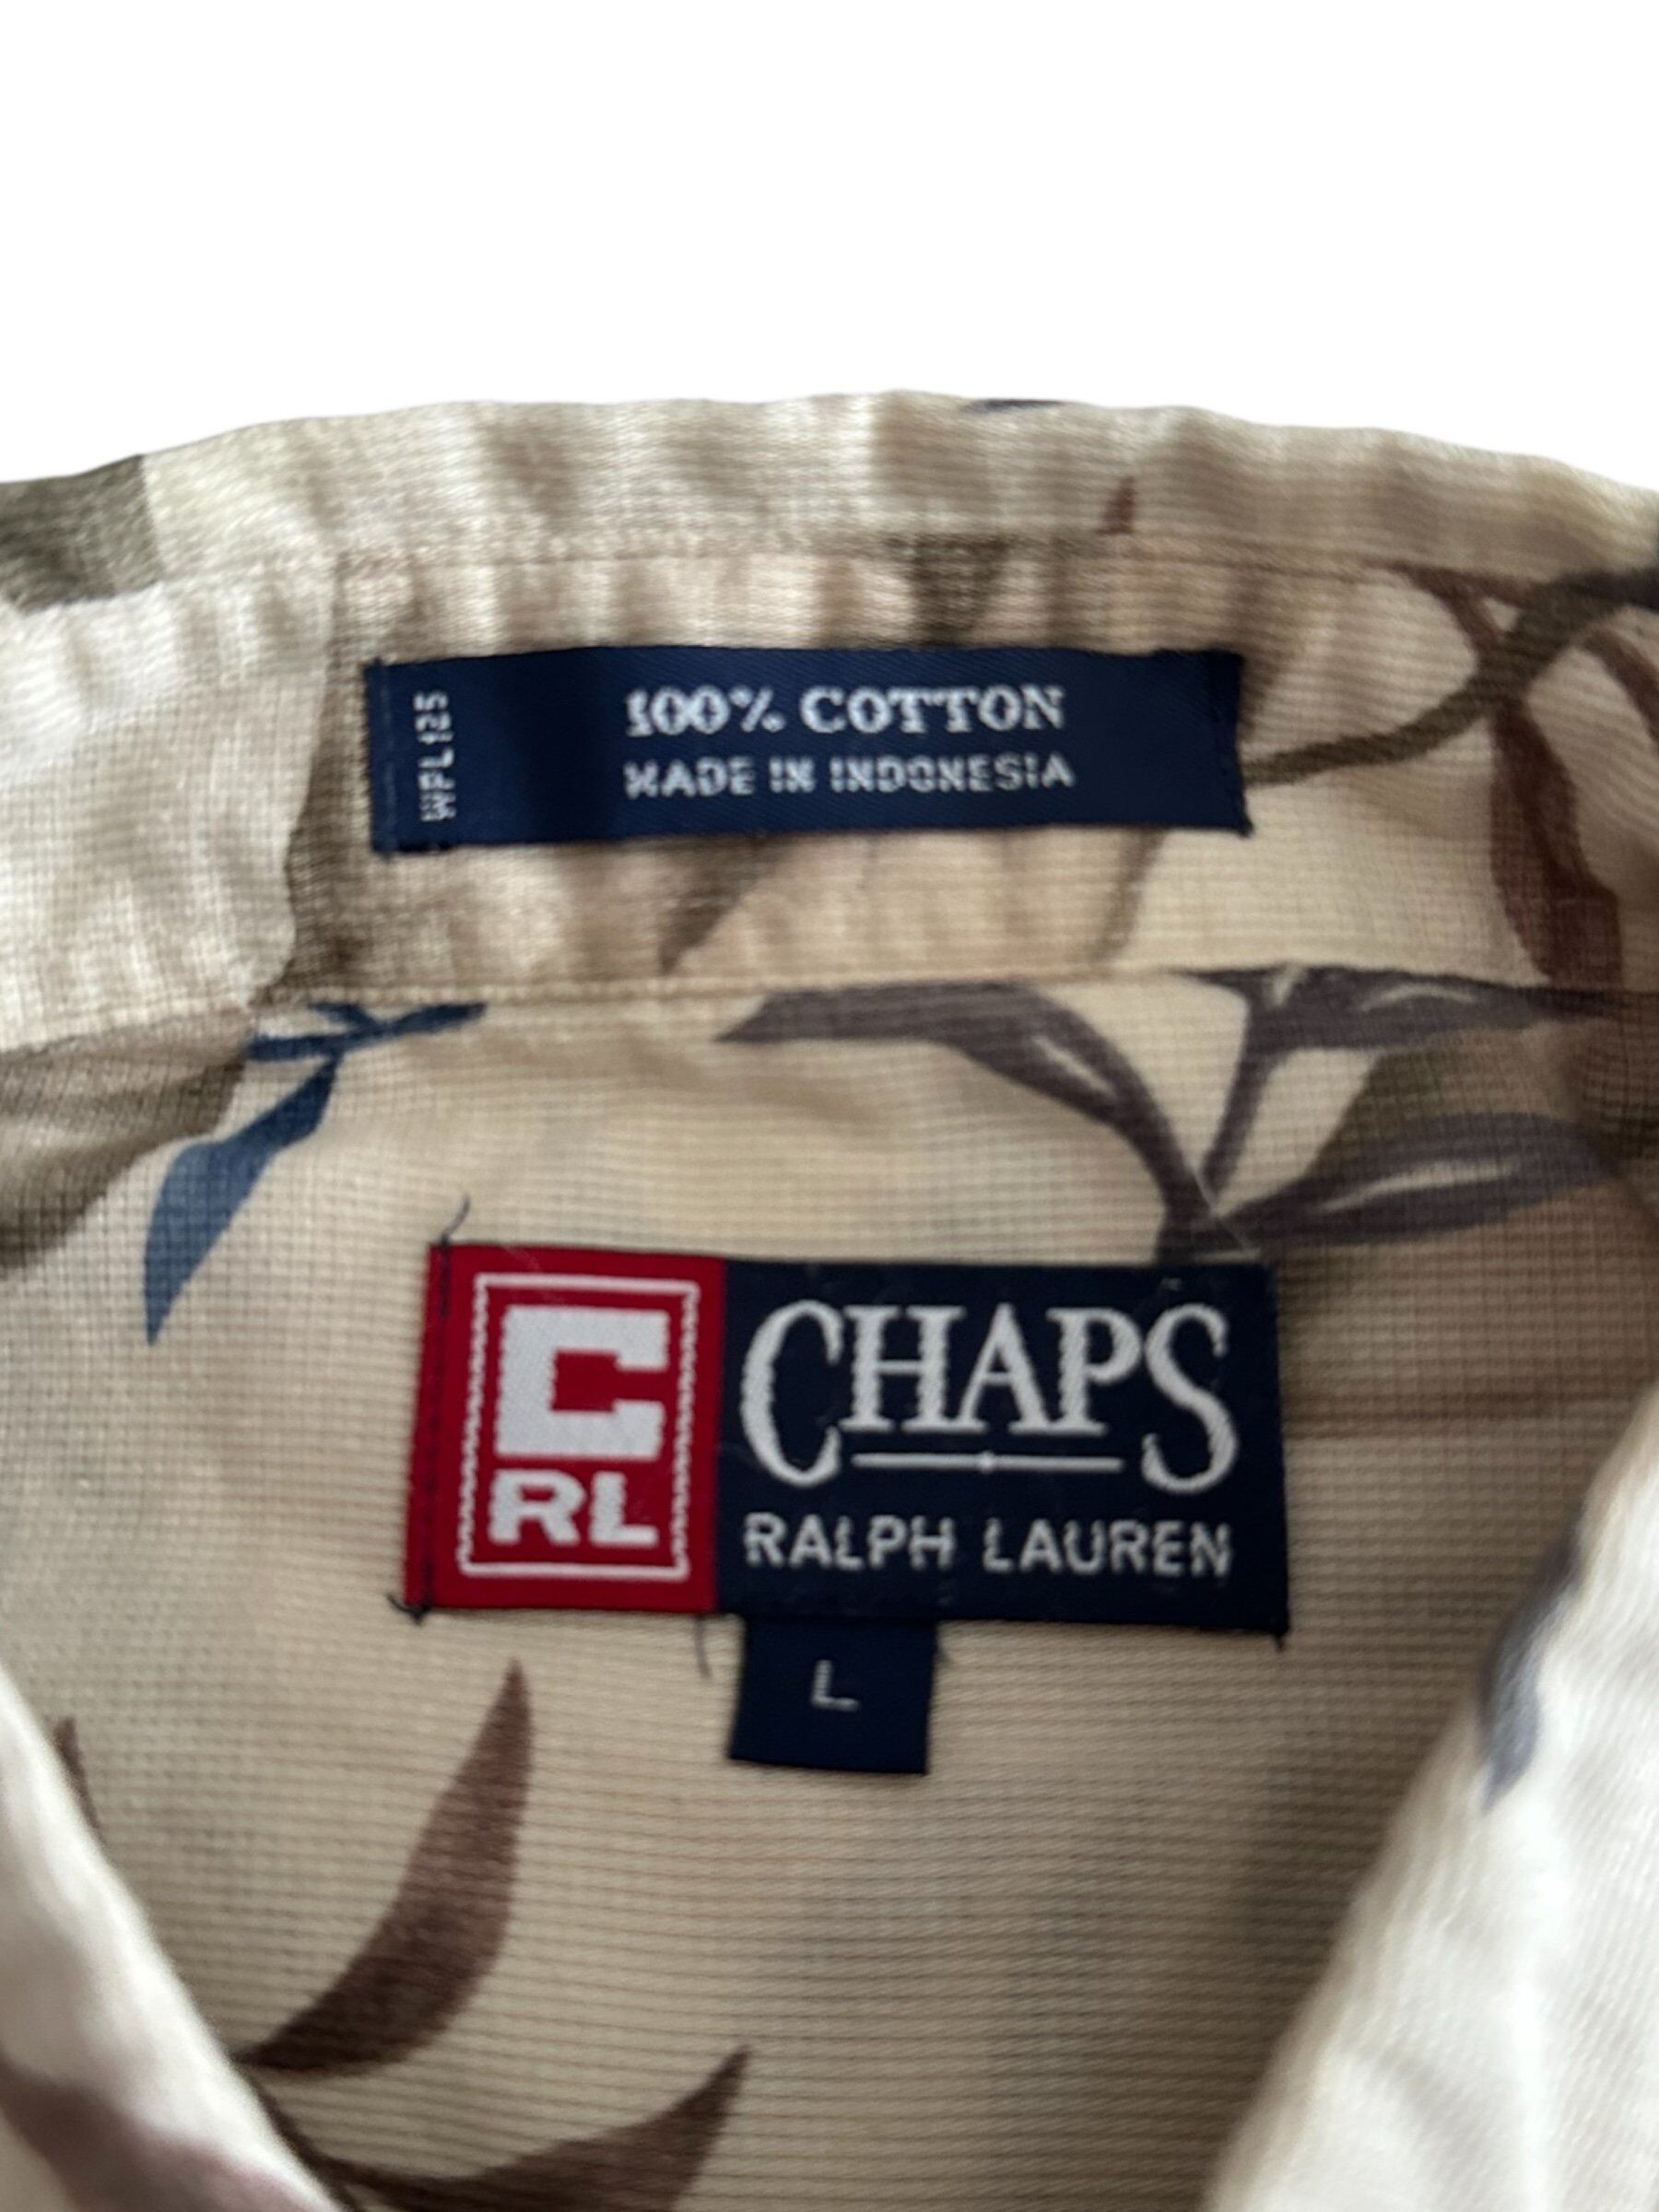 WPL125
100% COTTON
MADE IN INDONESIA
C
RL
CHAPS
RALPH LAUREN
L